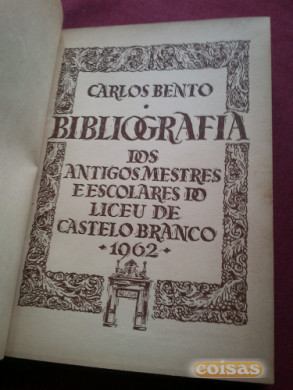 CARLOS BENTO
BIBLIOGRAFIA
DOS
ANTIGOS MESTRES
E ESCOLARES DO
LICEU DE
CASTELO BRANCO
• 1962 •
coisas